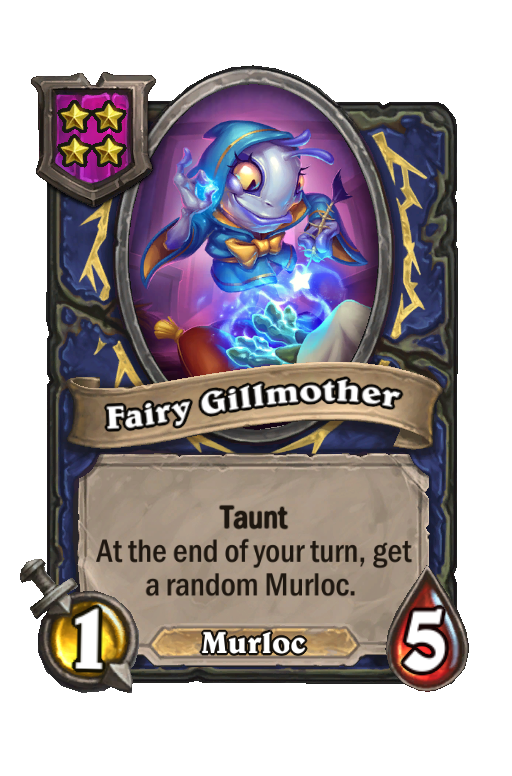 Fairy Gillmother
Taunt
At the end of your turn, get
a random Murloc.
1
Murloc
5